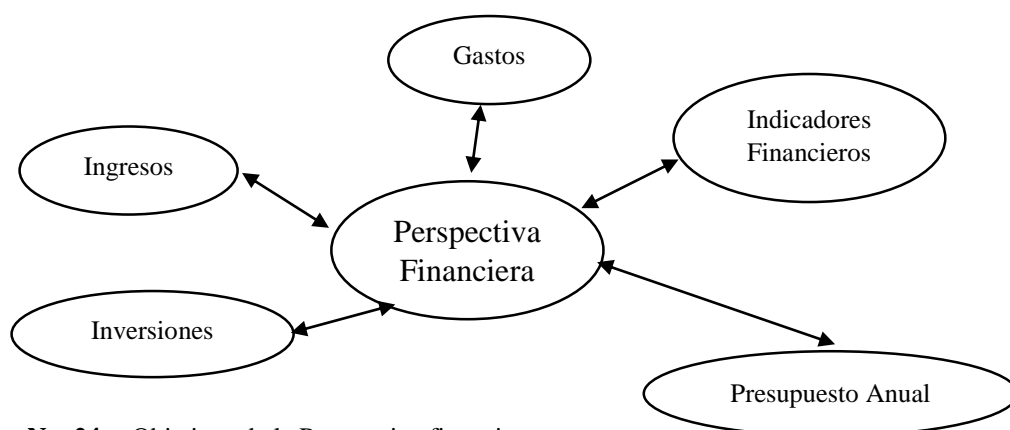 Gastos
Indicadores
Financieros
Ingresos
Perspectiva
Financiera
Inversiones
Presupuesto Anual